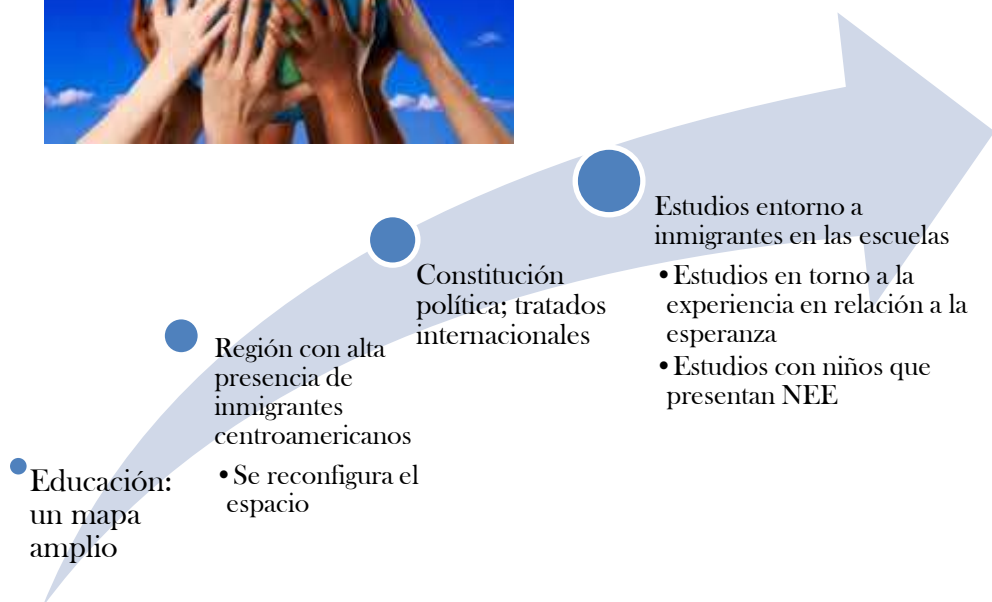 Educación:
un mapa
amplio
Región con alta
presencia de
inmigrantes
centroamericanos
•Se reconfigura el
espacio
Constitución
política; tratados
internacionales
Estudios entorno a
inmigrantes en las escuelas
•Estudios en torno a la
experiencia en relación a la
esperanza
•Estudios con niños que
presentan NEE